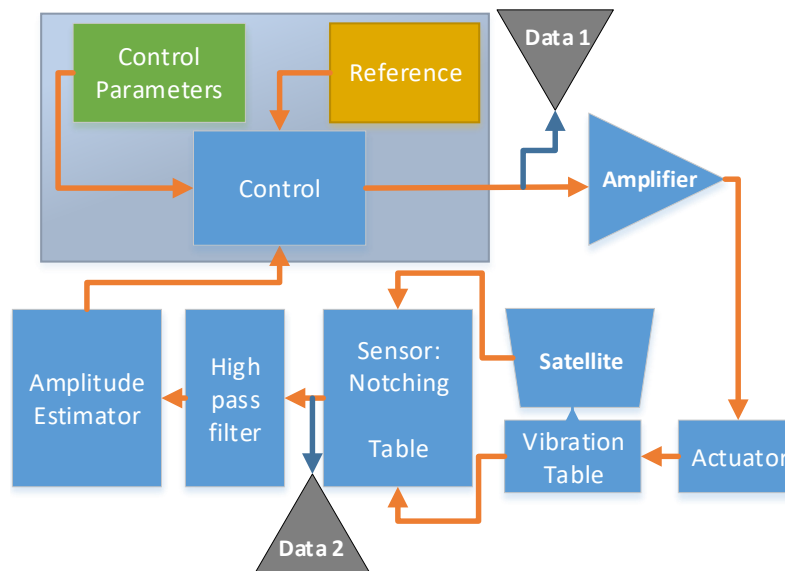 Control
Parameters
Reference
Data 1
Control
Amplifier
Amplitude
Estimator
High
pass
filter
Sensor:
Notching
Table
Satellite
Vibration
Table
Actuator
Data 2